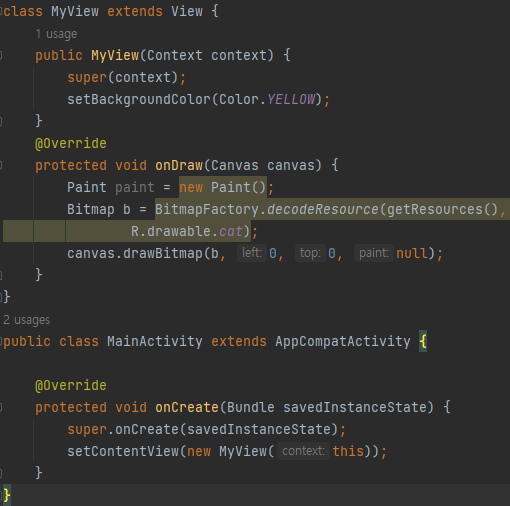 class MyView extends View {
1 usage
public MyView(Context context) {
super(context);
setBackgroundColor(Color.YELLOW);
}
@Override
protected void onDraw(Canvas canvas) {
Paint paint = new Paint();
Bitmap b = BitmapFactory.decodeResource(getResources(),
R.drawable.cat);
canvas.drawBitmap(b, left: 0, top: 0, paint: null);
}
}
2 usages
public class MainActivity extends AppCompatActivity {
@Override
protected void onCreate(Bundle savedInstanceState) {
super.onCreate(savedInstanceState);
setContentView(new MyView( context: this));
}
}